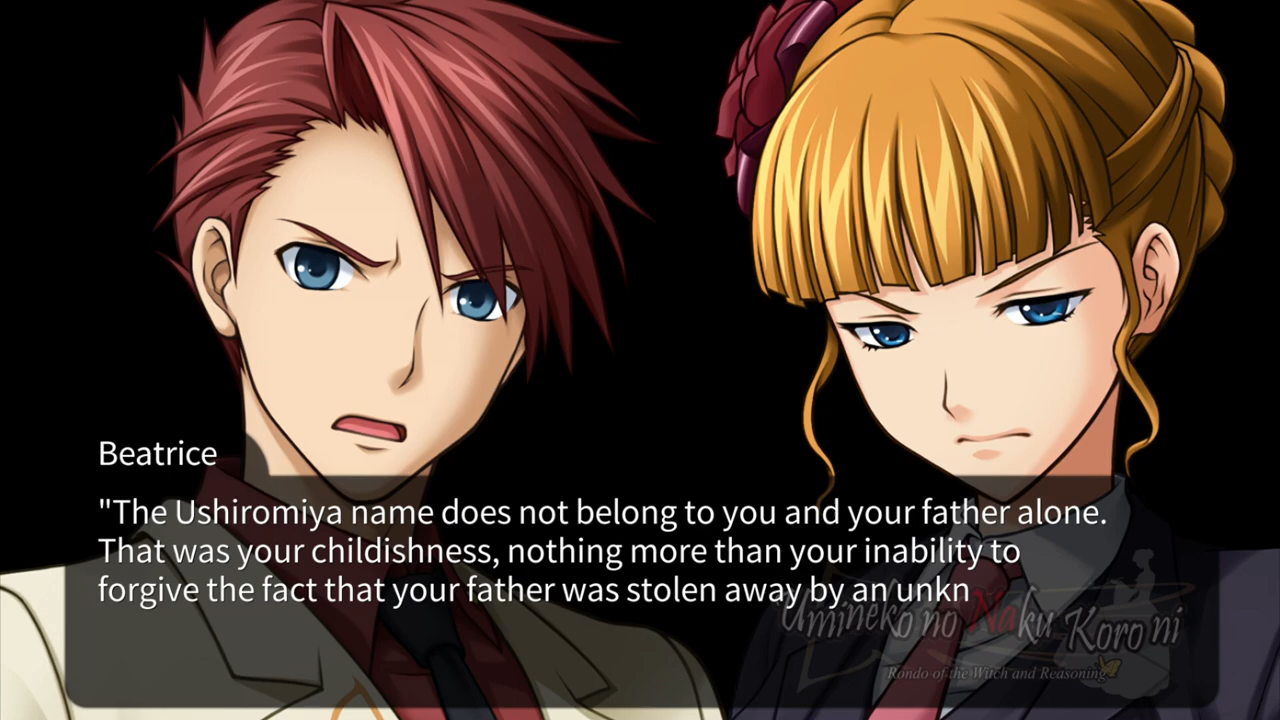 Beatrice
"The Ushiromiya name does not belong to you and your father alone.
That was your childishness, nothing more than your inability to
forgive the fact that your father was stolen away by an unkn
Umineko no Naku Koro ni
Rondo of the Witch and Reasoning